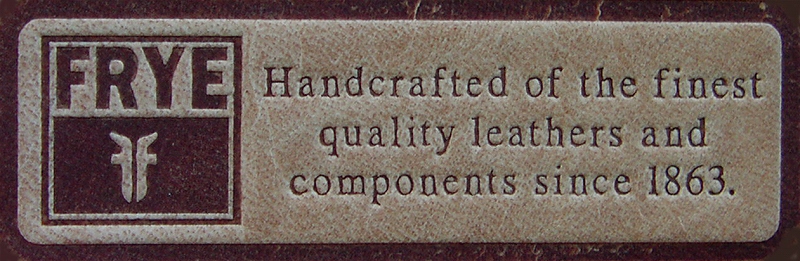 FRYE
Handcrafted of the finest
quality leathers and
components since 1863.